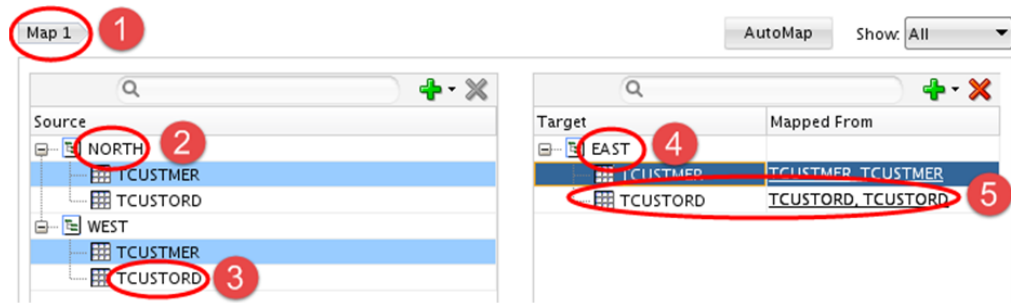 Map 1 1 AutoMap Show: All
Source Target Mapped From
NORTH 2 EAST 4
TCUSTMER TCUSTMER TCUSTMER, TCUSTMER
TCUSTORD TCUSTORD TCUSTORD, TCUSTORD 5
WEST
TCUSTMER
TCUSTORD 3